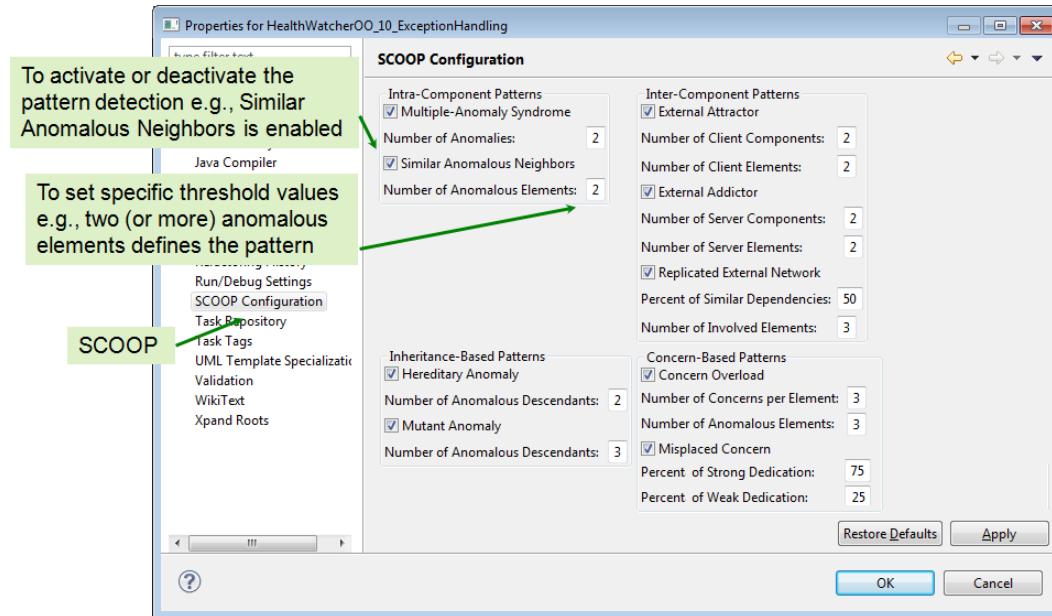 Properties for HealthWatcherOO_10_ExceptionHandling
SCOOP Configuration
To activate or deactivate the
pattern detection e.g., Similar
Anomalous Neighbors is enabled
Java Compiler
To set specific threshold values
e.g., two (or more) anomalous
elements defines the pattern
Run/Debug Settings
SCOOP Configuration
Task Repository
Task Tags
UML Template Specializatic
Validation
WikiText
Xpand Roots
SCOOP
Intra-Component Patterns
Multiple-Anomaly Syndrome
Number of Anomalies: 2
Similar Anomalous Neighbors
Number of Anomalous Elements: 2
Inter-Component Patterns
External Attractor
Number of Client Components: 2
Number of Client Elements: 2
External Addictor
Number of Server Components: 2
Number of Server Elements: 2
Replicated External Network
Percent of Similar Dependencies: 50
Number of Involved Elements: 3
Inheritance-Based Patterns
Hereditary Anomaly
Number of Anomalous Descendants: 2
Mutant Anomaly
Number of Anomalous Descendants: 3
Concern-Based Patterns
Concern Overload
Number of Concerns per Element: 3
Number of Anomalous Elements: 3
Misplaced Concern
Percent of Strong Dedication: 75
Percent of Weak Dedication: 25
Restore Defaults
Apply
?
OK
Cancel